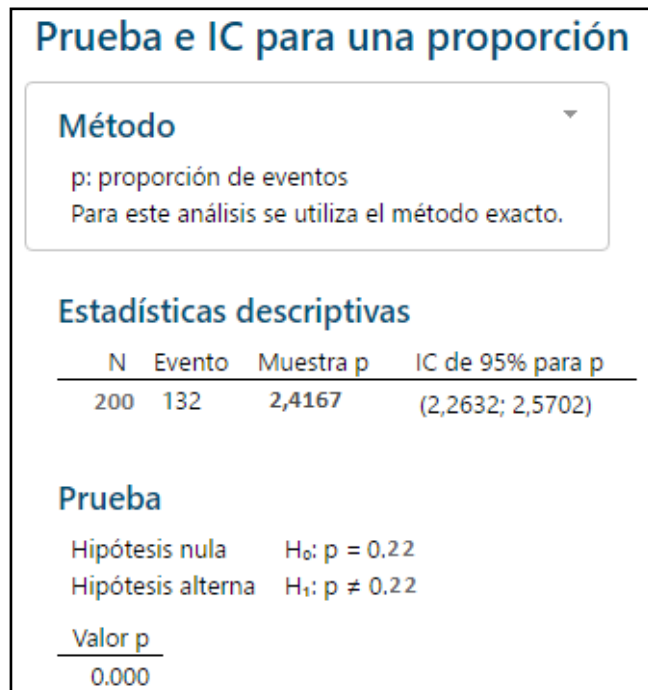 Prueba e IC para una proporción
Método
p: proporción de eventos
Para este análisis se utiliza el método exacto.
Estadísticas descriptivas
N Evento Muestra p IC de 95% para p
200 132 2,4167 (2,2632; 2,5702)
Prueba
Hipótesis nula H₀: p = 0.22
Hipótesis alterna H₁: p ≠ 0.22
Valor p
0.000